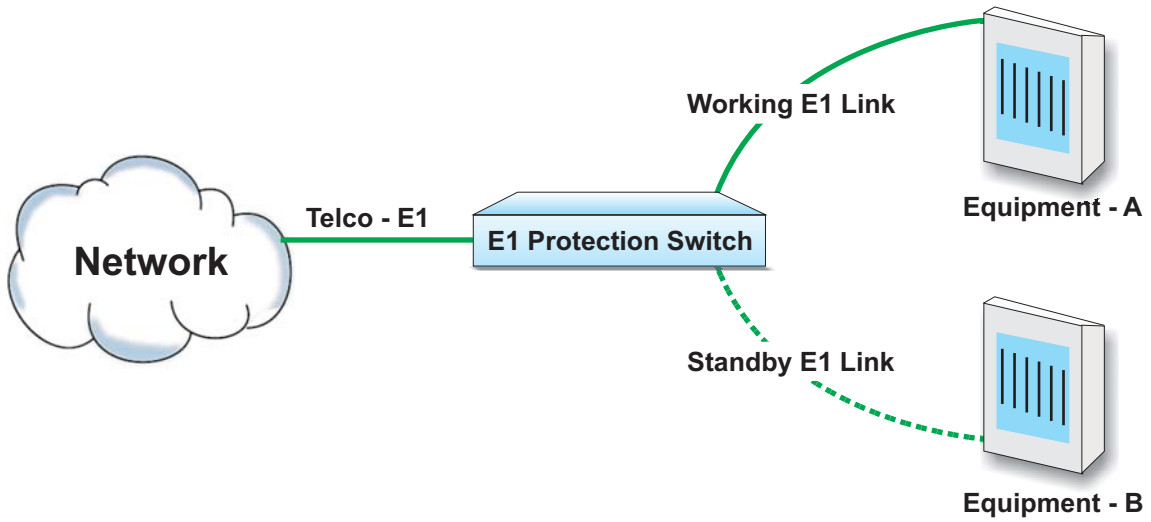 Working E1 Link
Equipment - A
Telco - E1
E1 Protection Switch
Network
Standby E1 Link
Equipment - B